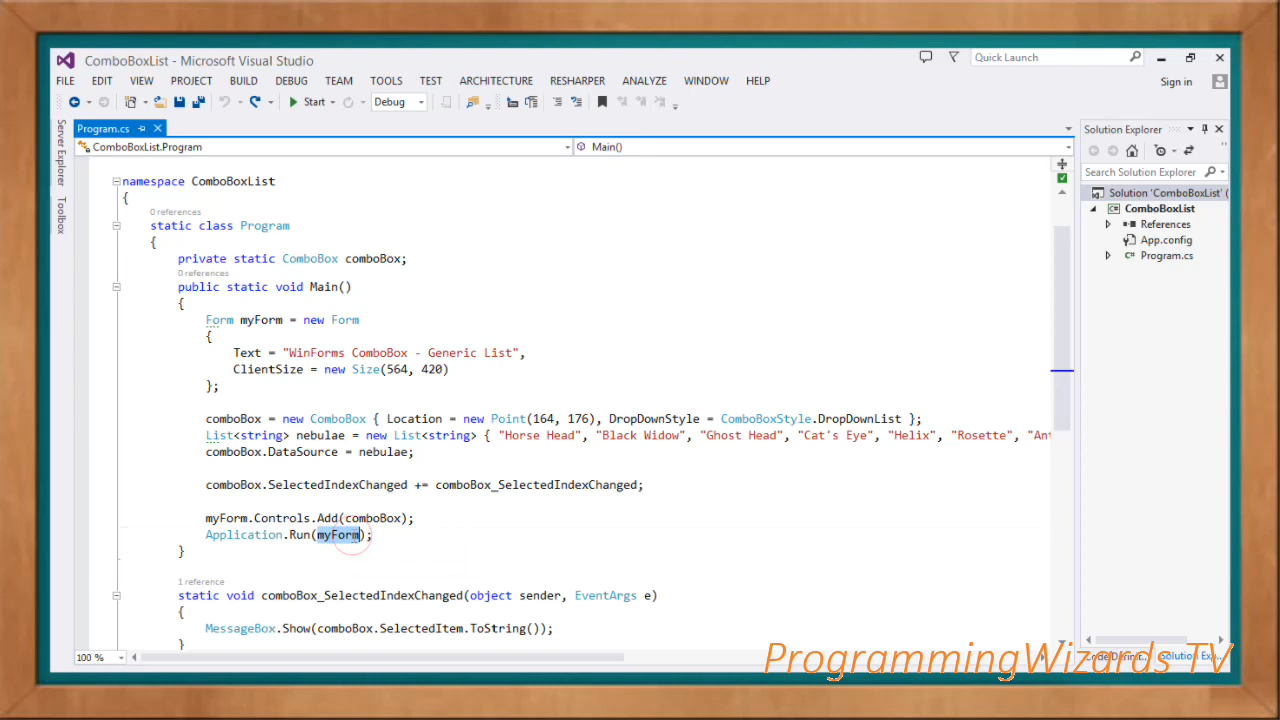 ComboBoxList - Microsoft Visual Studio
Quick Launch
FILE EDIT VIEW PROJECT BUILD DEBUG TEAM TOOLS TEST ARCHITECTURE RESHARPER ANALYZE WINDOW HELP
Sign in
Start Debug
Server Explorer
Toolbox
Program.cs
ComboBoxList.Program Main()
namespace ComboBoxList
{
0 references
static class Program
{
private static ComboBox comboBox;
0 references
public static void Main()
{
Form myForm = new Form
{
Text = "WinForms ComboBox - Generic List",
ClientSize = new Size(564, 420)
};
comboBox = new ComboBox { Location = new Point(164, 176), DropDownStyle = ComboBoxStyle.DropDownList };
List<string> nebulae = new List<string> { "Horse Head", "Black Widow", "Ghost Head", "Cat's Eye", "Helix", "Rosette", "Ant
comboBox.DataSource = nebulae;
comboBox.SelectedIndexChanged += comboBox_SelectedIndexChanged;
myForm.Controls.Add(comboBox);
Application.Run(myForm);
}
1 reference
static void comboBox_SelectedIndexChanged(object sender, EventArgs e)
{
MessageBox.Show(comboBox.SelectedItem.ToString());
}
100 %
Solution Explorer
Search Solution Explorer
Solution 'ComboBoxList' (
ComboBoxList
References
App.config
Program.cs
Solution Exp...
ProgrammingWizards TV